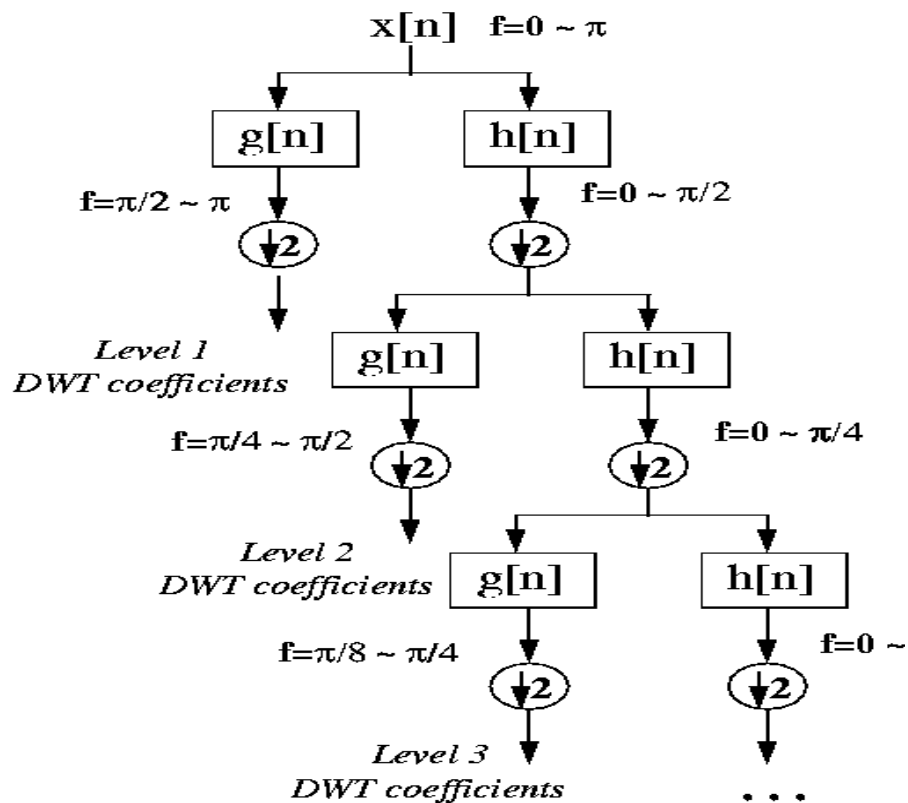 x[n] f=0 ~ π
g[n] h[n]
f=π/2 ~ π f=0 ~ π/2
2 2
Level 1
DWT coefficients
g[n] h[n]
f=π/4 ~ π/2 f=0 ~ π/4
2 2
Level 2
DWT coefficients
g[n] h[n]
f=π/8 ~ π/4 f=0 ~
2 2
Level 3
DWT coefficients
. . .